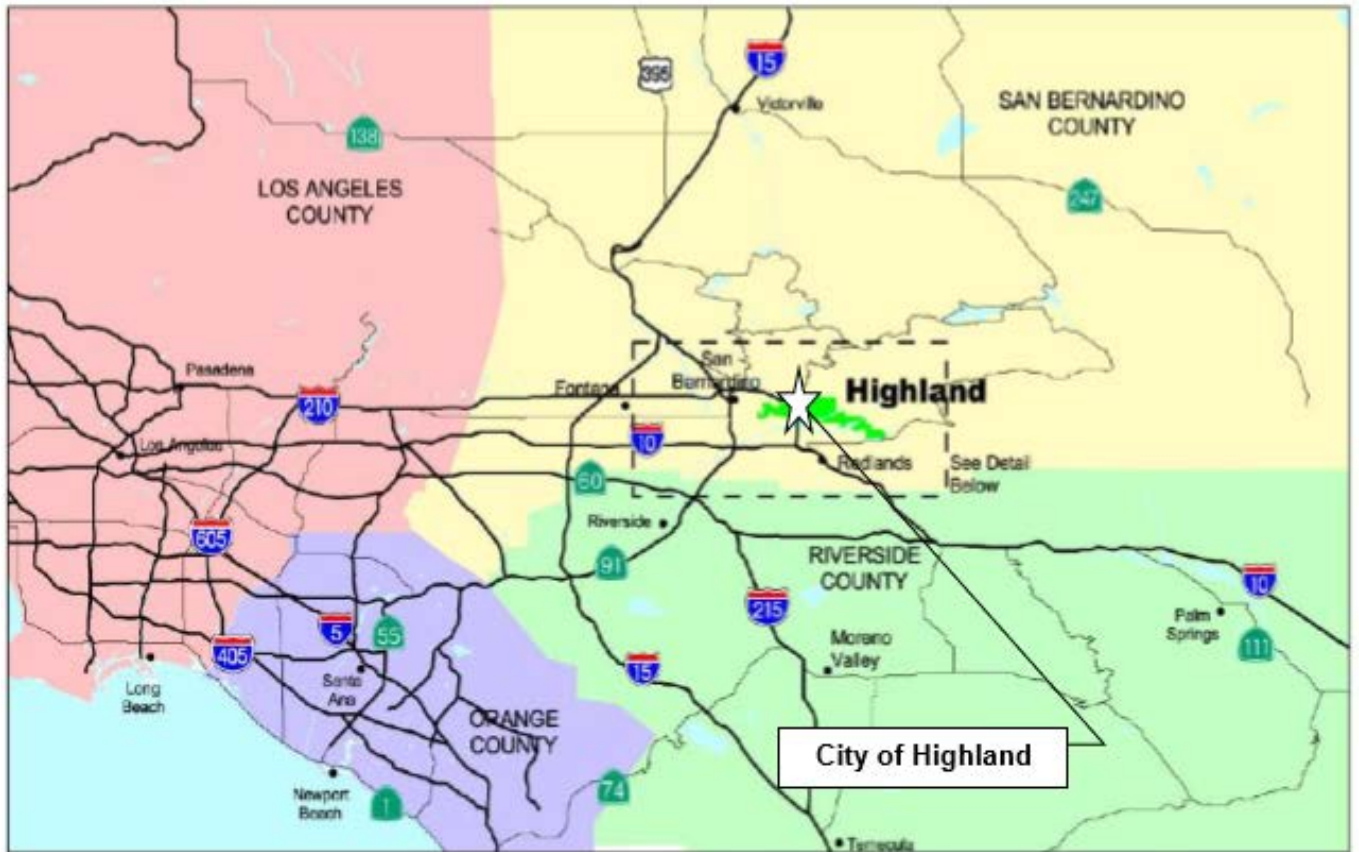 15
395
Victorville
SAN BERNARDINO
COUNTY
138
LOS ANGELES
COUNTY
247
Pasadena
San
Bernardino
Highland
Fontana
210
10
Los Angeles
Redlands
See Detail
Below
60
Riverside
605
91
RIVERSIDE
COUNTY
10
215
Palm
Springs
5
55
405
Moreno
Valley
111
15
Santa
Ana
Long
Beach
ORANGE
COUNTY
City of Highland
Newport
Beach
1
74
Temecula